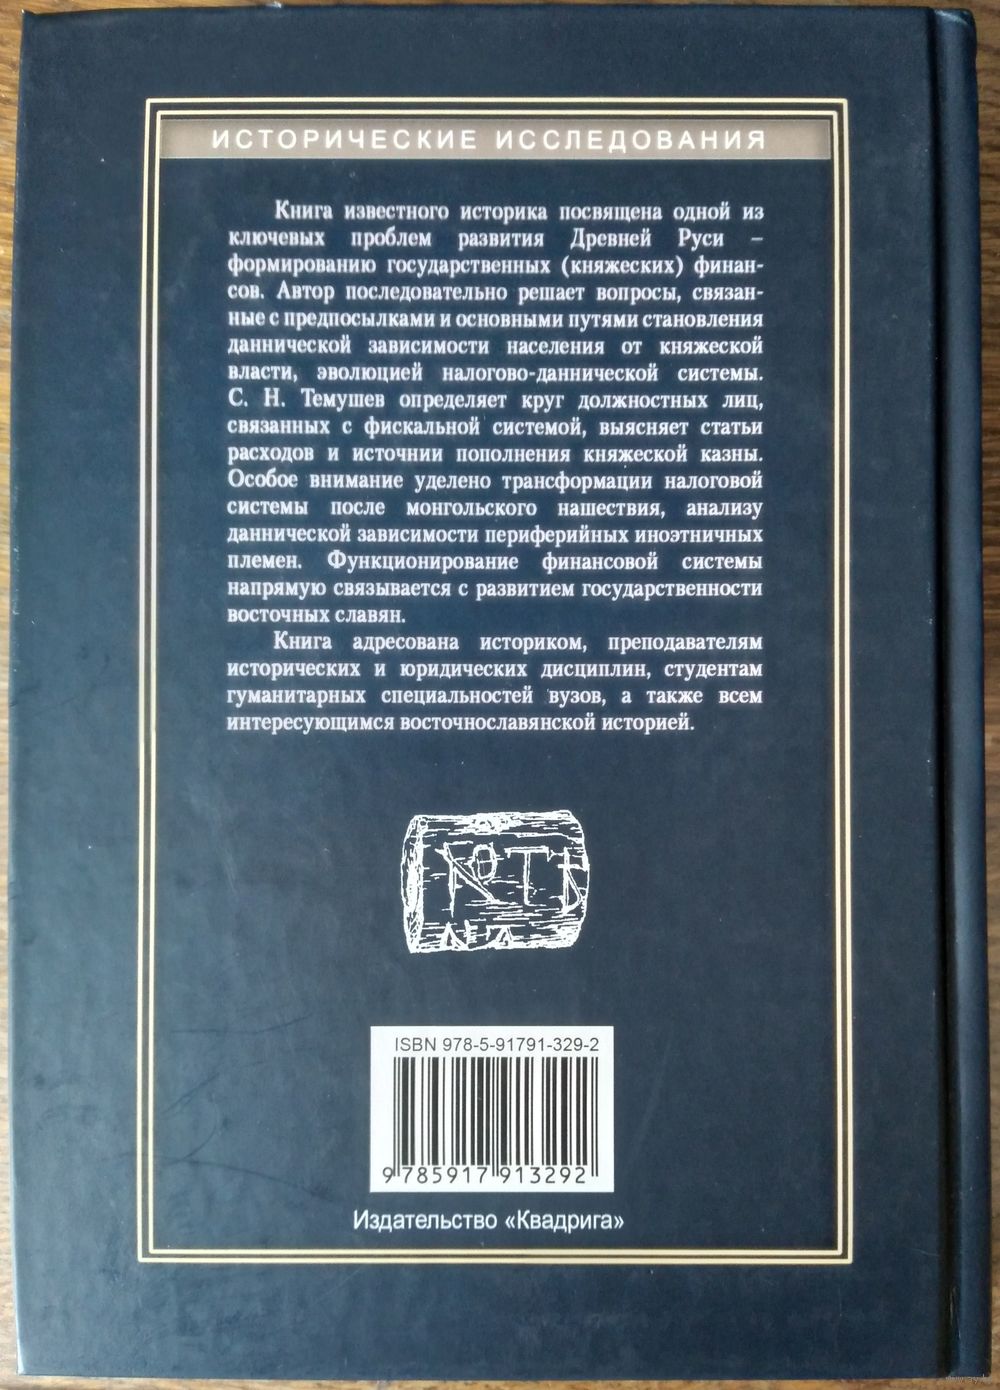 ИСТОРИЧЕСКИЕ ИССЛЕДОВАНИЯ
Книга известного историка посвящена одной из
ключевых проблем развития Древней Руси –
формированию государственных (княжеских) финан-
сов. Автор последовательно решает вопросы, связан-
ные с предпосылками и основными путями становления
даннической зависимости населения от княжеской
власти, эволюцией налогово-даннической системы.
С. Н. Темушев определяет круг должностных лиц,
связанных с фискальной системой, выясняет статьи
расходов и источнии пополнения княжеской казны.
Особое внимание уделено трансформации налоговой
системы после монгольского нашествия, анализу
даннической зависимости периферийных иноэтничных
племен. Функционирование финансовой системы
напрямую связывается с развитием государственности
восточных славян.
Книга адресована историком, преподавателям
исторических и юридических дисциплин, студентам
гуманитарных специальностей вузов, а также всем
интересующимся восточнославянской историей.
ISBN 978-5-91791-329-2
9 785917 913292
Издательство «Квадрига»